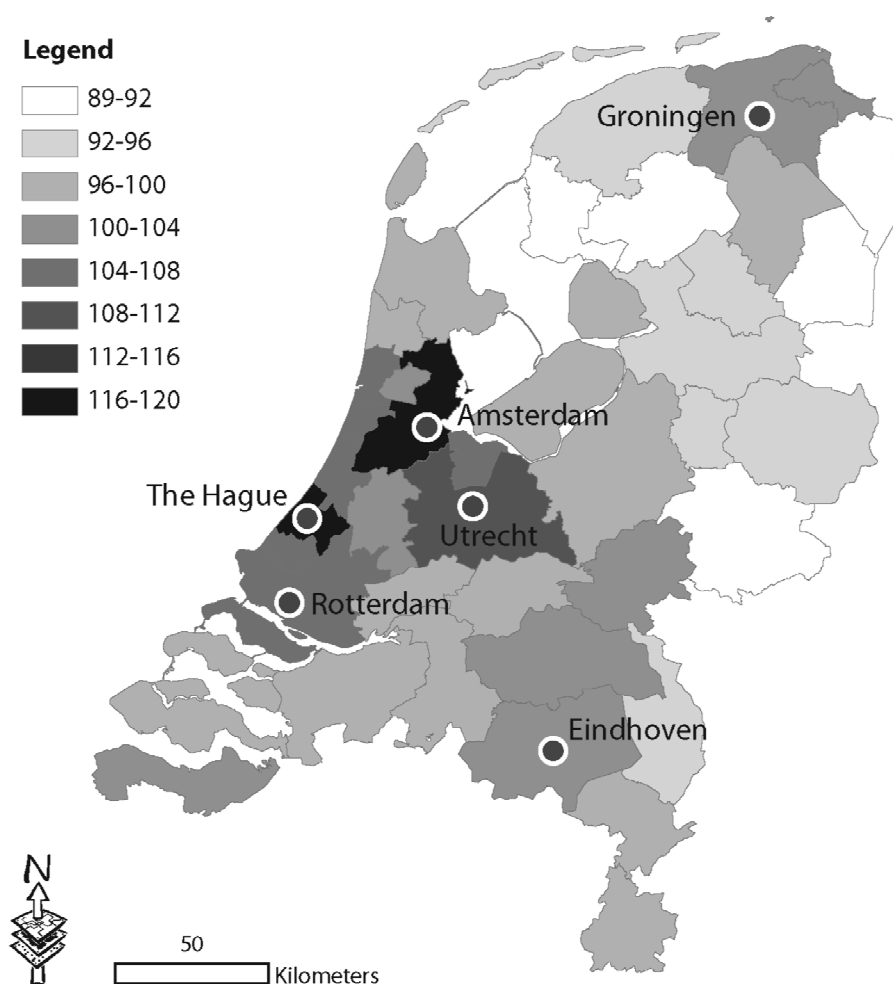 Legend
89-92
92-96
96-100
100-104
104-108
108-112
112-116
116-120
Groningen
Amsterdam
The Hague
Utrecht
Rotterdam
Eindhoven
N
50
Kilometers